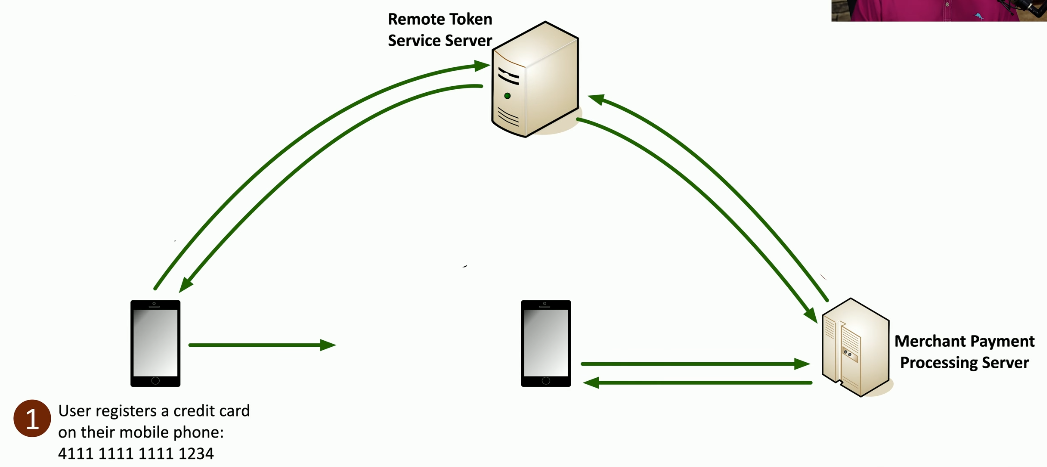 Remote Token
Service Server
Merchant Payment
Processing Server
1
User registers a credit card
on their mobile phone:
4111 1111 1111 1234